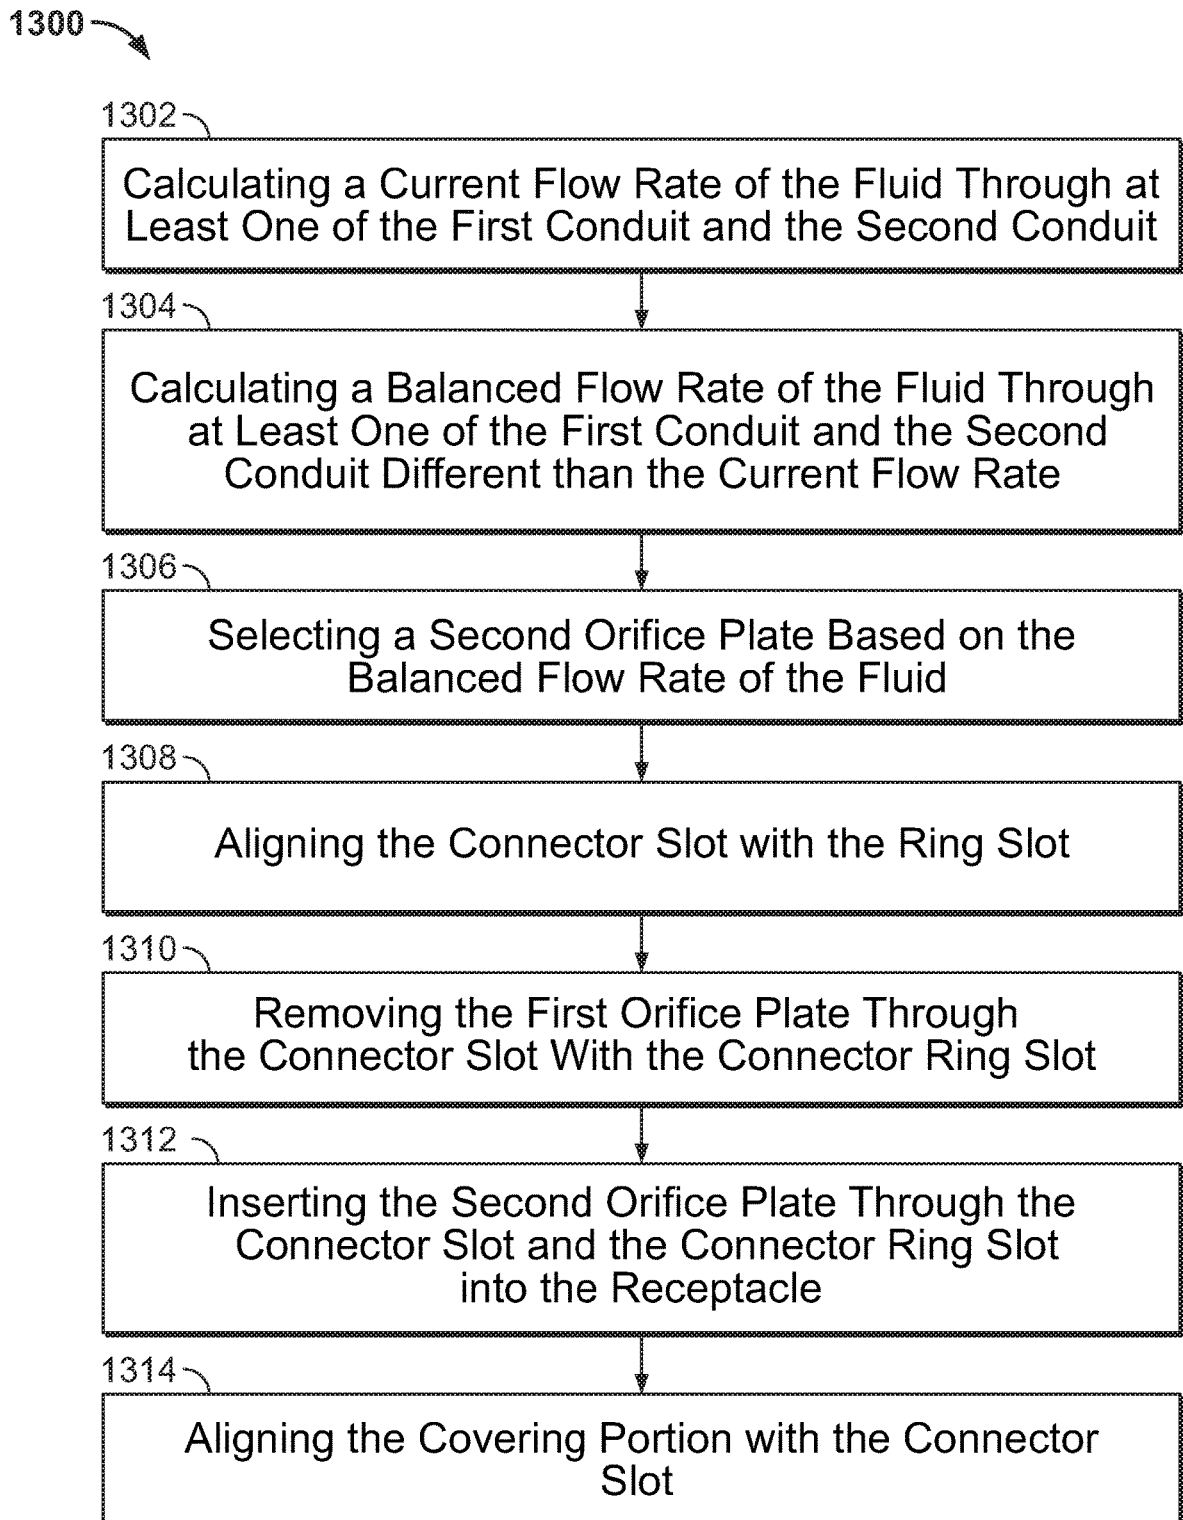 1300
1302
Calculating a Current Flow Rate of the Fluid Through at
Least One of the First Conduit and the Second Conduit
1304
Calculating a Balanced Flow Rate of the Fluid Through
at Least One of the First Conduit and the Second
Conduit Different than the Current Flow Rate
1306
Selecting a Second Orifice Plate Based on the
Balanced Flow Rate of the Fluid
1308
Aligning the Connector Slot with the Ring Slot
1310
Removing the First Orifice Plate Through
the Connector Slot With the Connector Ring Slot
1312
Inserting the Second Orifice Plate Through the
Connector Slot and the Connector Ring Slot
into the Receptacle
1314
Aligning the Covering Portion with the Connector
Slot